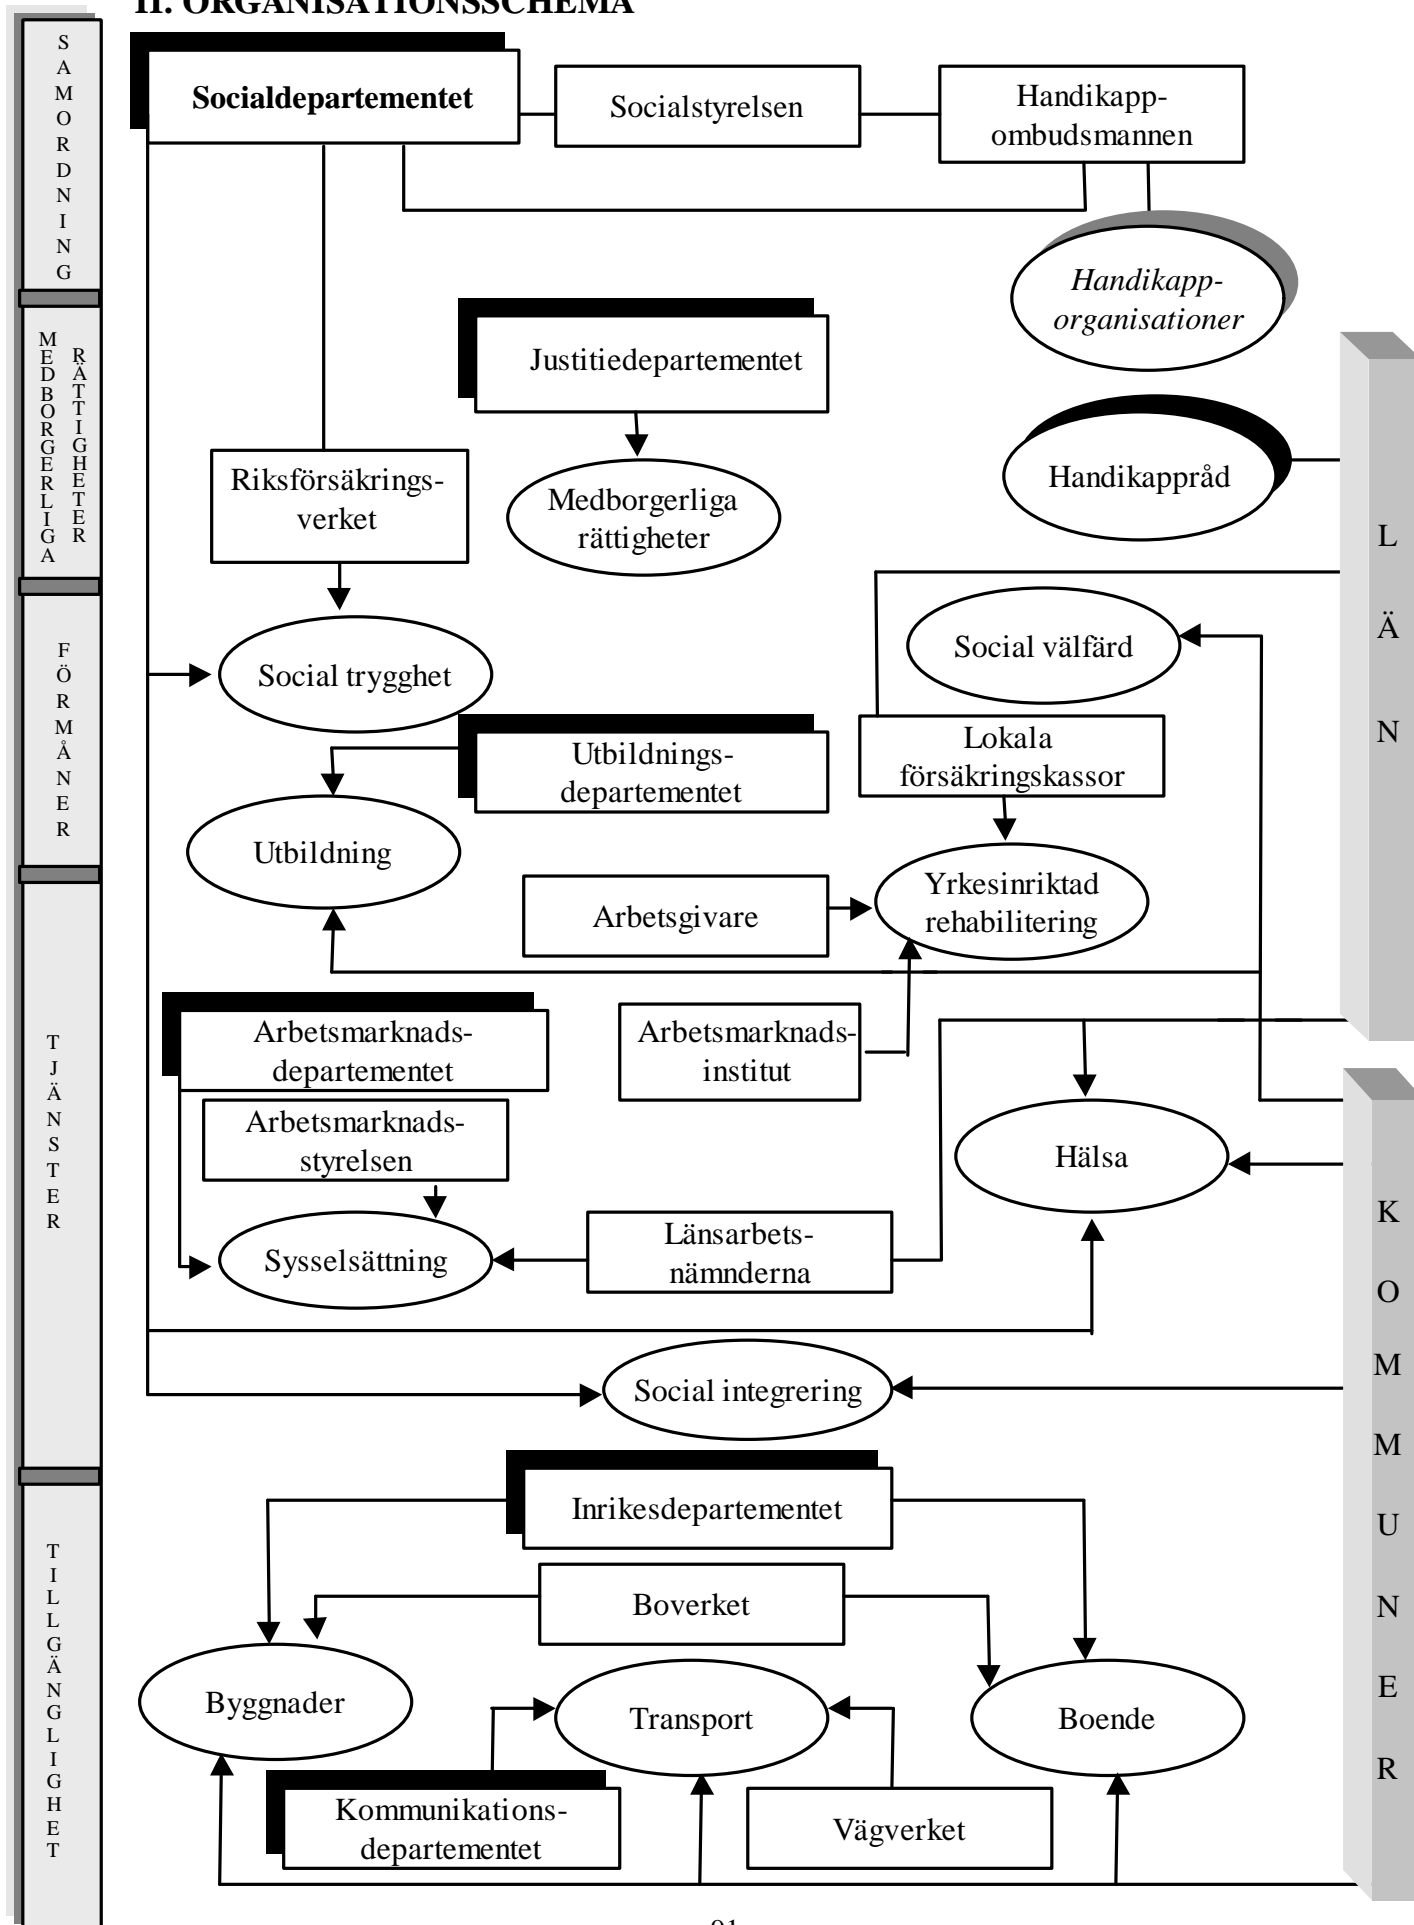 II. ORGANISATIONSSCHEMA
SAMORDNING
Socialdepartementet
Socialstyrelsen
Handikapp-
ombudsmannen
Handikapp-
organisationer
MEDBORGERLIGA
RÄTTIGHETER
Justitiedepartementet
Handikappråd
Riksförsäkrings-
verket
Medborgerliga
rättigheter
LÄN
FÖRMÅNER
Social trygghet
Social välfärd
Utbildnings-
departementet
Lokala
försäkringskassor
Utbildning
Arbetsgivare
Yrkesinriktad
rehabilitering
TJÄNSTER
Arbetsmarknads-
departementet
Arbetsmarknads-
institut
Arbetsmarknads-
styrelsen
Hälsa
Sysselsättning
Länsarbets-
nämnderna
KOMMUNER
Social integrering
TILLGÄNGLIGHET
Inrikesdepartementet
Boverket
Byggnader
Transport
Boende
Kommunikations-
departementet
Vägverket